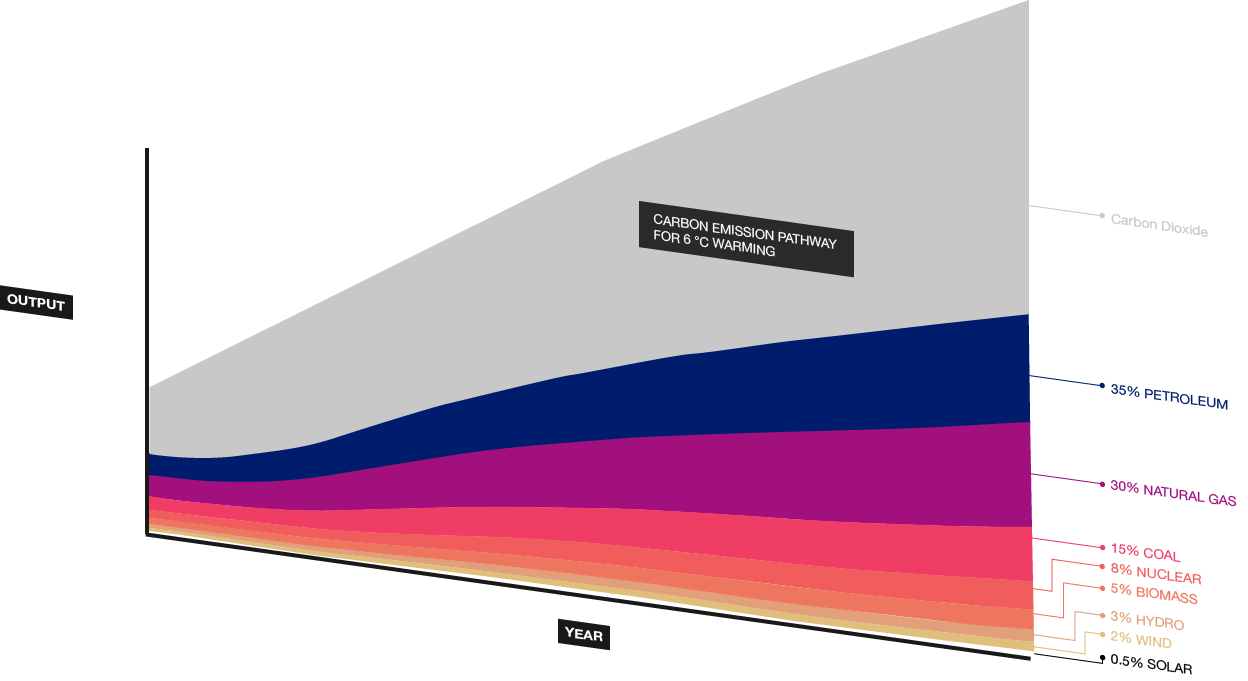 CARBON EMISSION PATHWAY
FOR 6 °C WARMING
Carbon Dioxide
OUTPUT
35% PETROLEUM
30% NATURAL GAS
15% COAL
8% NUCLEAR
5% BIOMASS
3% HYDRO
2% WIND
0.5% SOLAR
YEAR